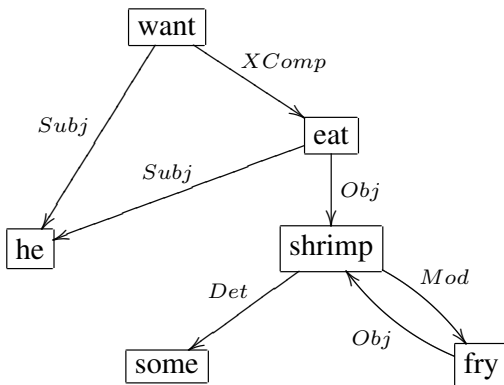 want
XComp
Subj
eat
Subj
Obj
he
shrimp
Det
Mod
Obj
some
fry